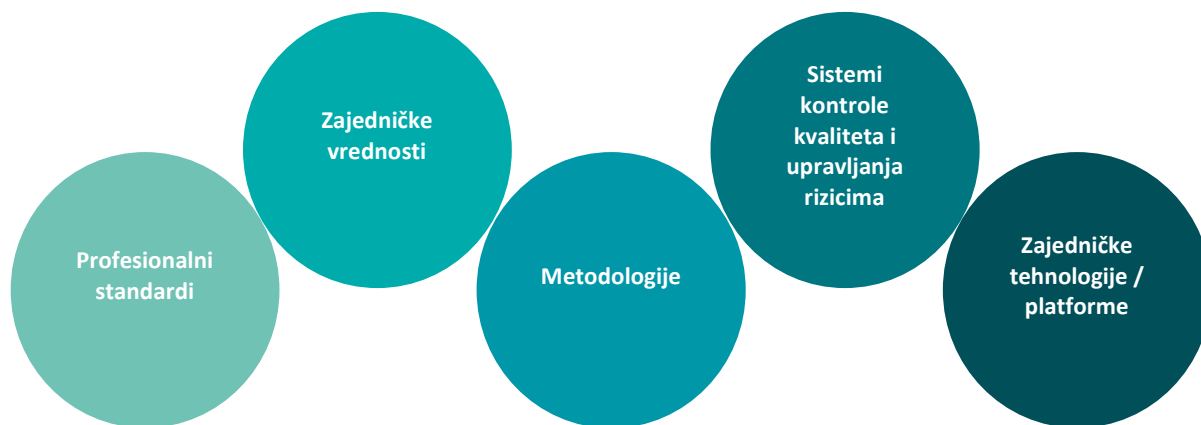 Profesionalni
standardi
Zajedničke
vrednosti
Metodologije
Sistemi
kontrole
kvaliteta i
upravljanja
rizicima
Zajedničke
tehnologije /
platforme